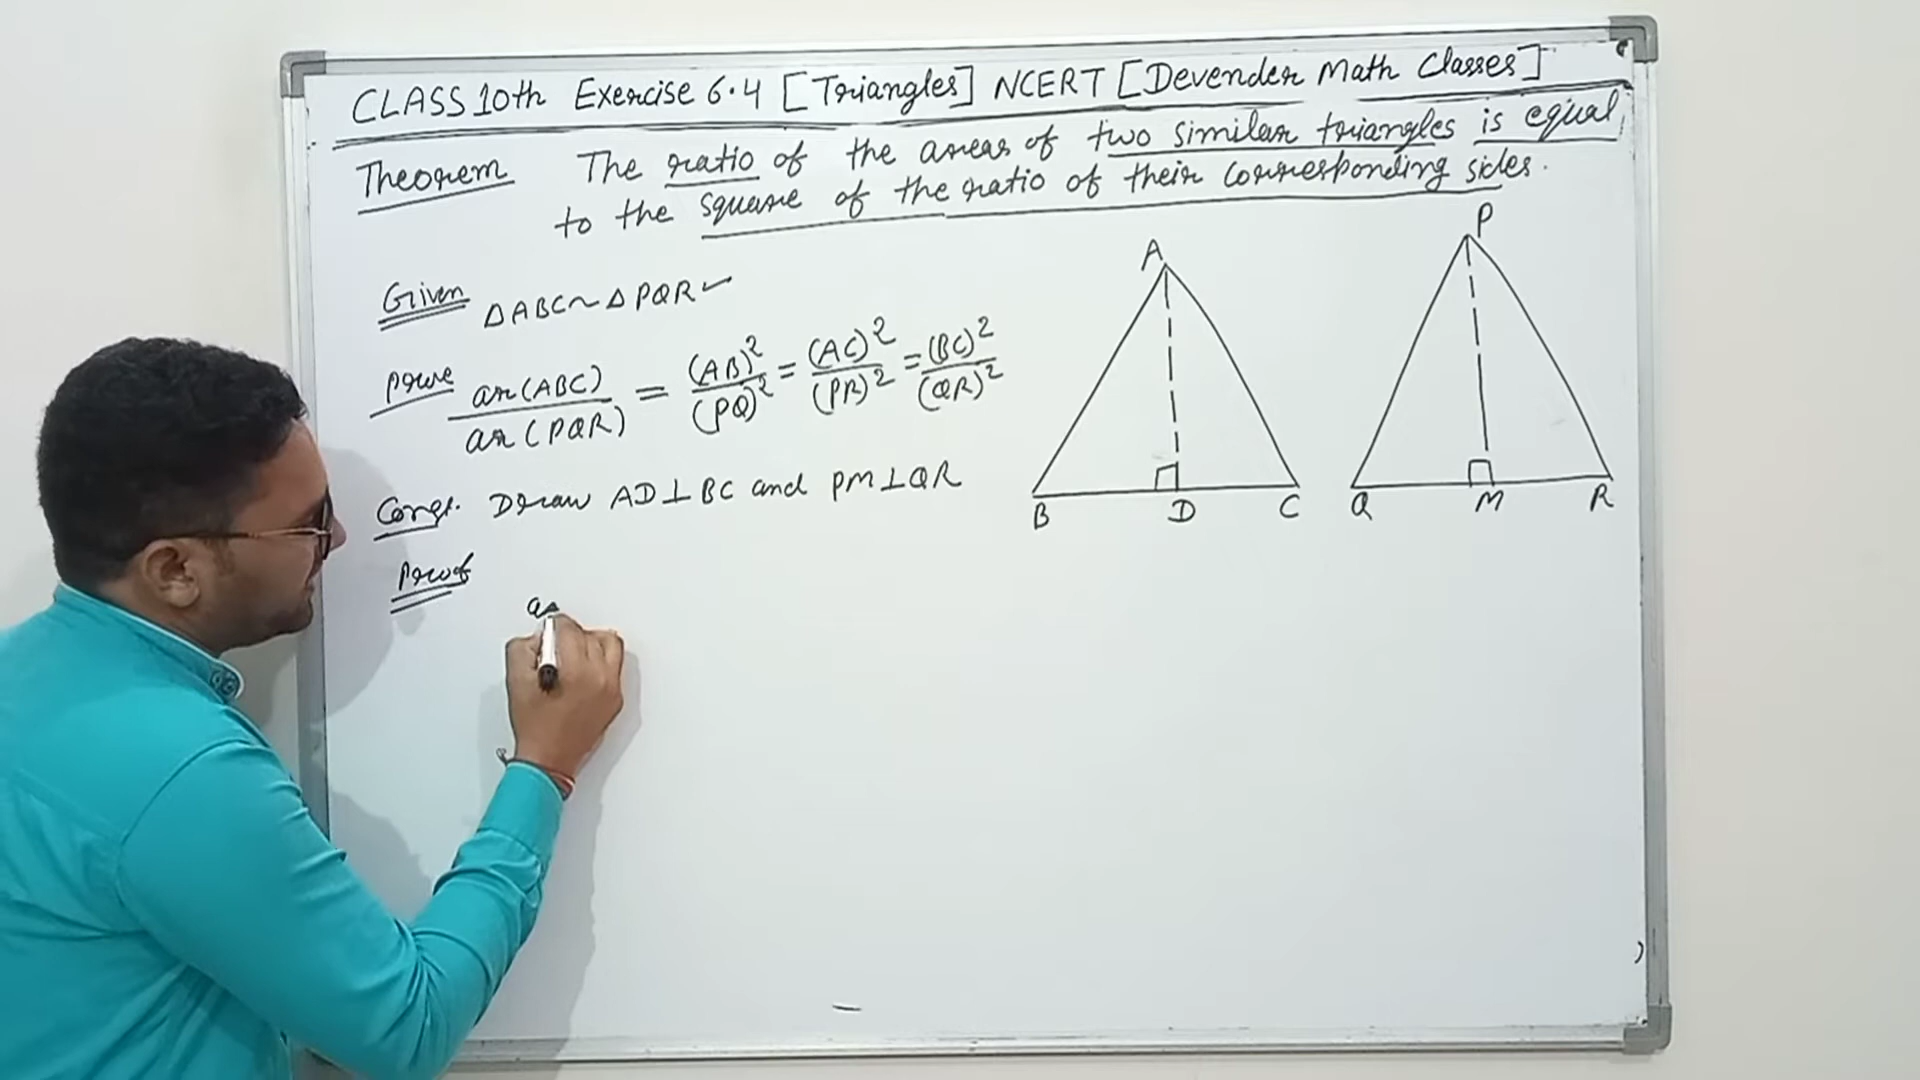 CLASS 10th Exercise 6.4 [Triangles] NCERT [Devender Math Classes]
Theorem The ratio of the areas of two similar triangles is equal
to the square of the ratio of their corresponding sides.
Given △ABC ~ △PQR ✓
Prove ar(ABC)/ar(PQR) = (AB)²/(PQ)² = (AC)²/(PR)² = (BC)²/(QR)²
Const. Draw AD⊥BC and PM⊥QR
Proof
ar
A
B D C
P
Q M R